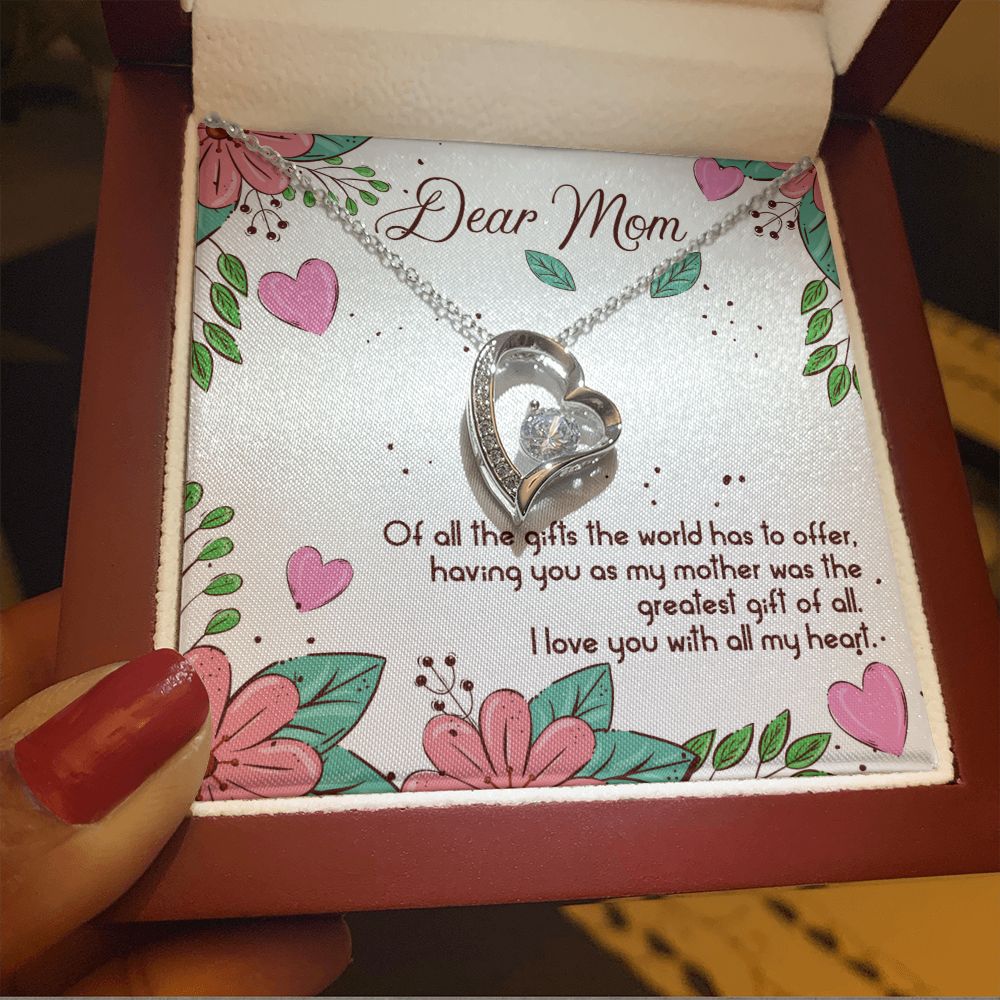 Dear Mom
Of all the gifts the world has to offer,
having you as my mother was the
greatest gift of all.
I love you with all my heart.